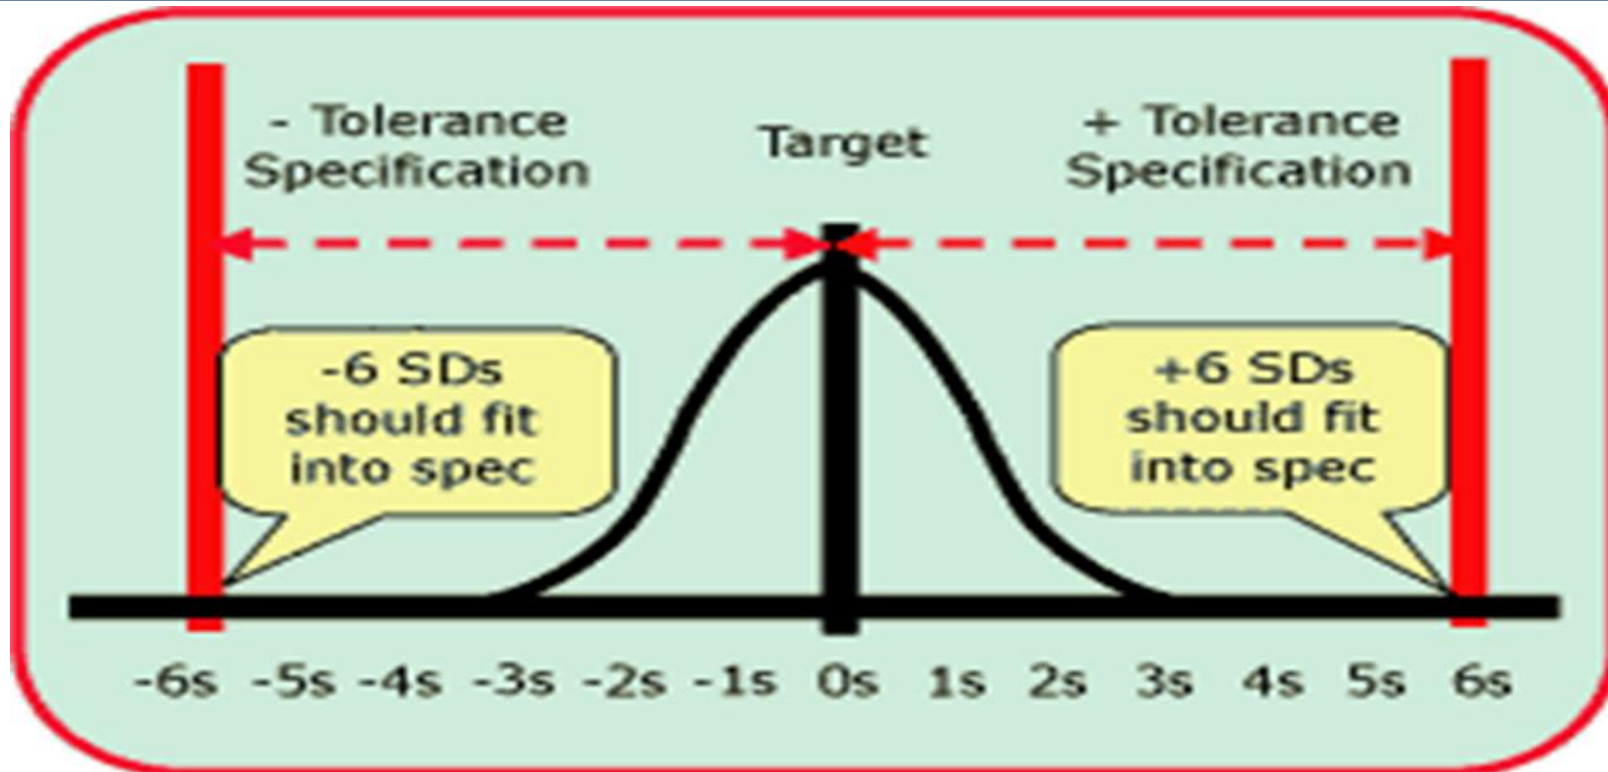 - Tolerance
Specification
Target
+ Tolerance
Specification
-6 SDs
should fit
into spec
+6 SDs
should fit
into spec
-6s -5s -4s -3s -2s -1s 0s 1s 2s 3s 4s 5s 6s